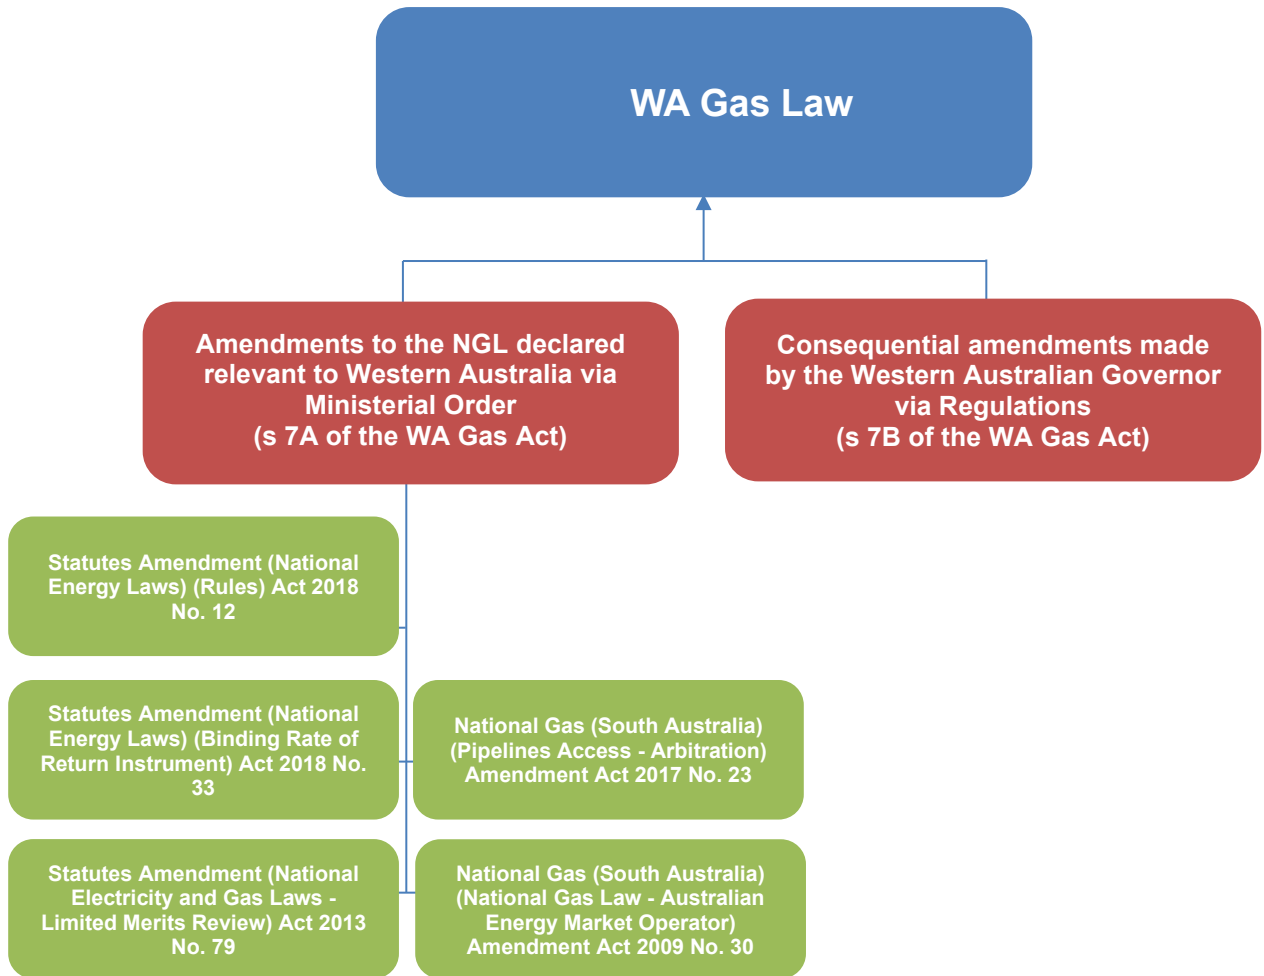 WA Gas Law
Amendments to the NGL declared
relevant to Western Australia via
Ministerial Order
(s 7A of the WA Gas Act)
Consequential amendments made
by the Western Australian Governor
via Regulations
(s 7B of the WA Gas Act)
Statutes Amendment (National
Energy Laws) (Rules) Act 2018
No. 12
Statutes Amendment (National
Energy Laws) (Binding Rate of
Return Instrument) Act 2018 No.
33
National Gas (South Australia)
(Pipelines Access - Arbitration)
Amendment Act 2017 No. 23
Statutes Amendment (National
Electricity and Gas Laws -
Limited Merits Review) Act 2013
No. 79
National Gas (South Australia)
(National Gas Law - Australian
Energy Market Operator)
Amendment Act 2009 No. 30